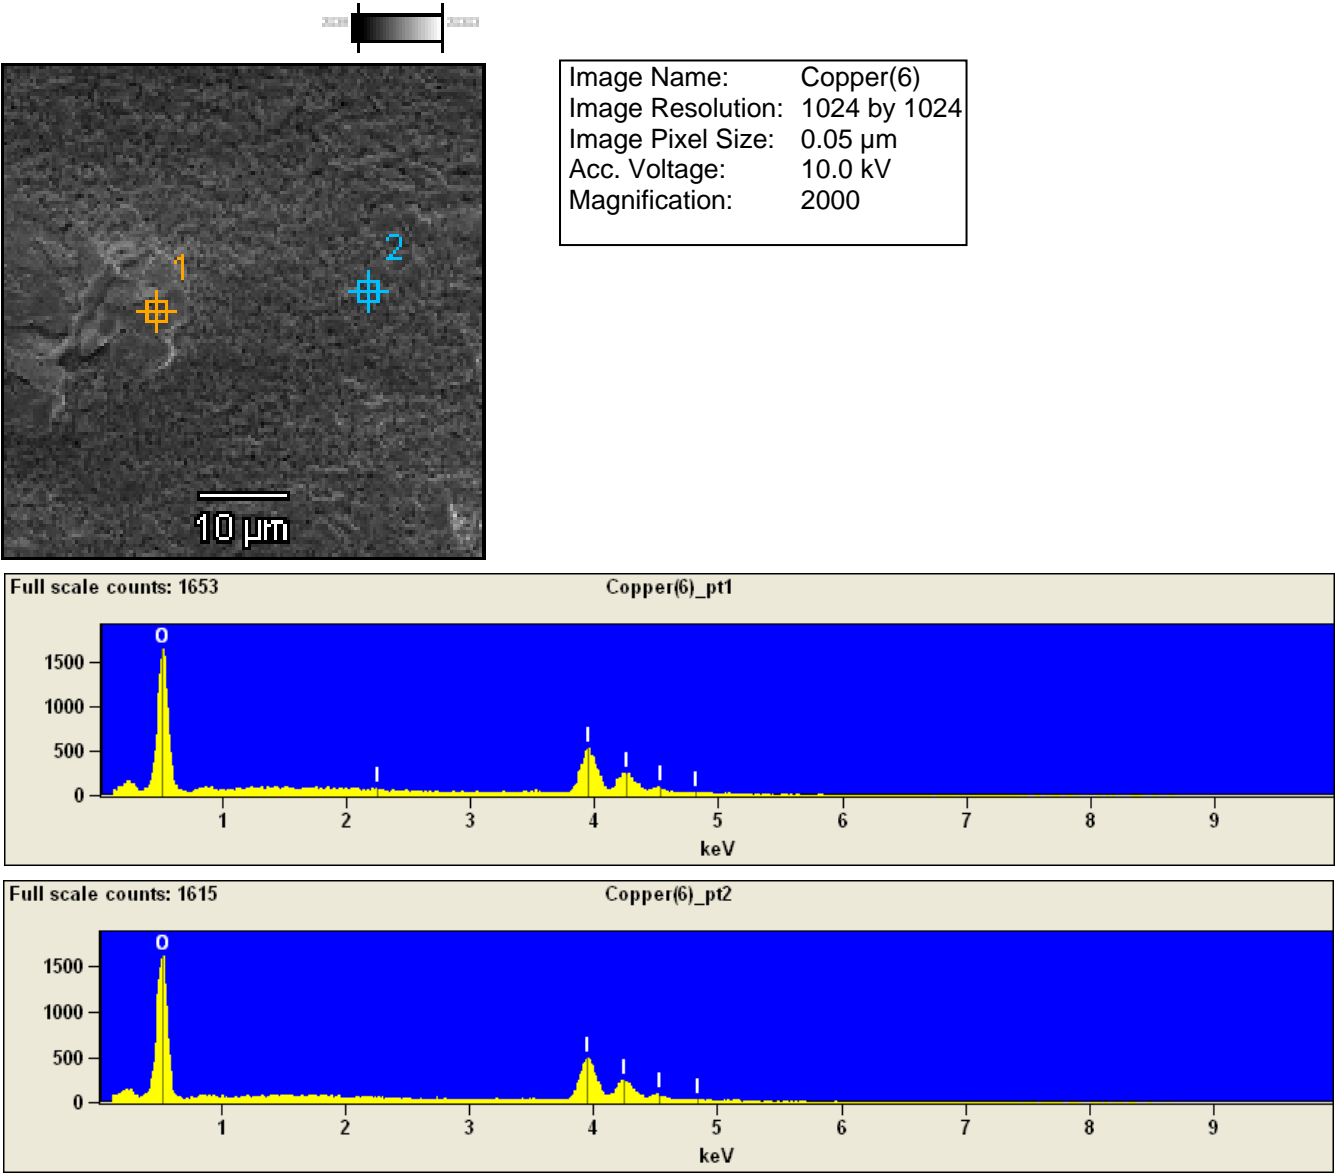 Image Name: Copper(6)
Image Resolution: 1024 by 1024
Image Pixel Size: 0.05 µm
Acc. Voltage: 10.0 kV
Magnification: 2000
1
2
10 µm
Full scale counts: 1653 Copper(6)_pt1
O
1500
1000
I I I I I
500
0
1 2 3 4 5 6 7 8 9
keV
Full scale counts: 1615 Copper(6)_pt2
O
1500
1000
I I I I
500
0
1 2 3 4 5 6 7 8 9
keV